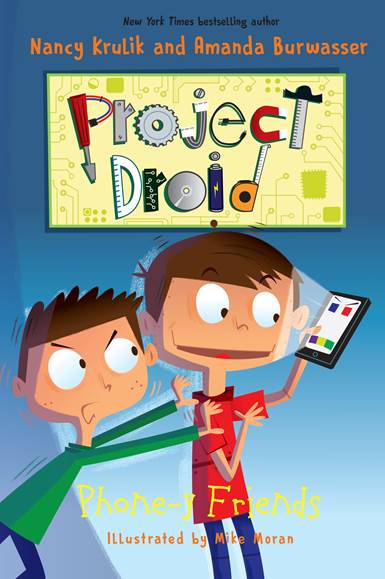 New York Times bestselling author
Nancy Krulik and Amanda Burwasser
Project
Droid
Phone-y Friends
Illustrated by Mike Moran